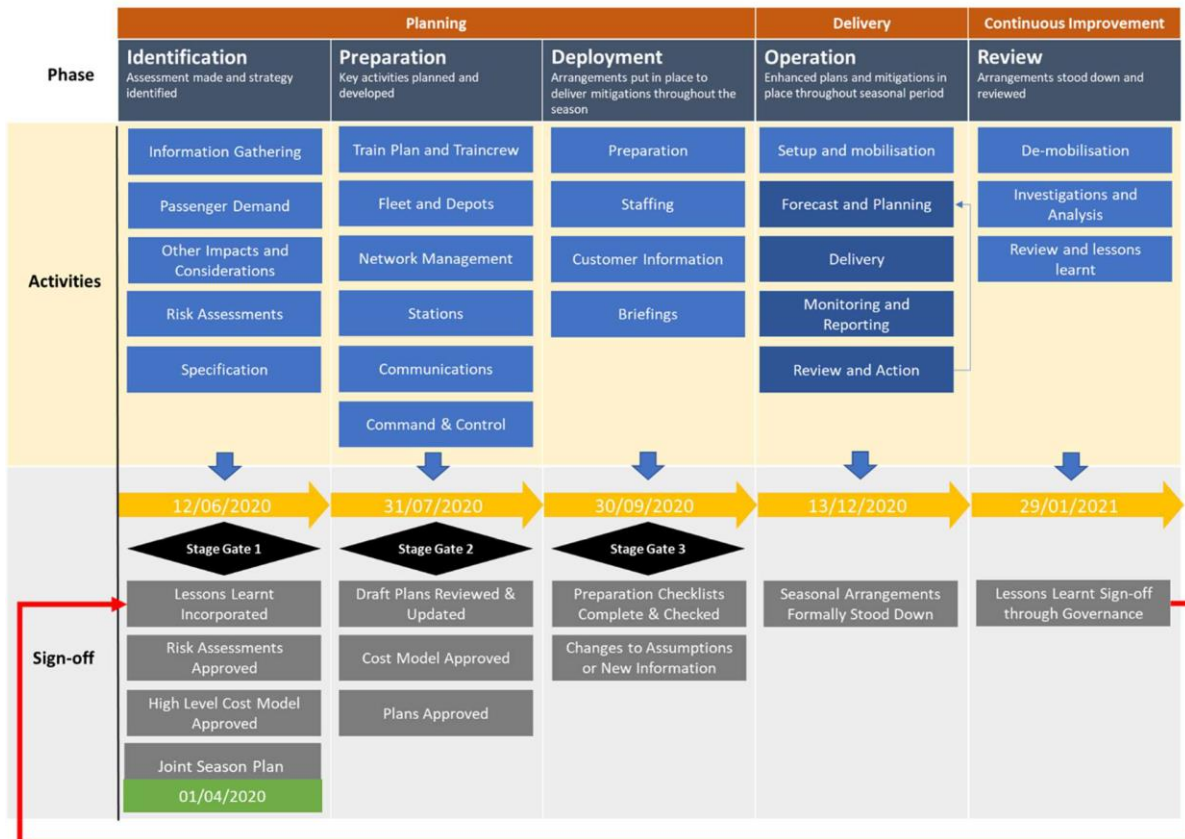 Planning
Delivery
Continuous Improvement
Phase
Identification
Assessment made and strategy
identified
Preparation
Key activities planned and
developed
Deployment
Arrangements put in place to
deliver mitigations throughout the
season
Operation
Enhanced plans and mitigations in
place throughout seasonal period
Review
Arrangements stood down and
reviewed
Activities
Information Gathering
Passenger Demand
Other Impacts and
Considerations
Risk Assessments
Specification
Train Plan and Traincrew
Fleet and Depots
Network Management
Stations
Communications
Command & Control
Preparation
Staffing
Customer Information
Briefings
Setup and mobilisation
Forecast and Planning
Delivery
Monitoring and
Reporting
Review and Action
De-mobilisation
Investigations and
Analysis
Review and lessons
learnt
12/06/2020
31/07/2020
30/09/2020
13/12/2020
29/01/2021
Sign-off
Stage Gate 1
Lessons Learnt
Incorporated
Risk Assessments
Approved
High Level Cost Model
Approved
Joint Season Plan
01/04/2020
Stage Gate 2
Draft Plans Reviewed &
Updated
Cost Model Approved
Plans Approved
Stage Gate 3
Preparation Checklists
Complete & Checked
Changes to Assumptions
or New Information
Seasonal Arrangements
Formally Stood Down
Lessons Learnt Sign-off
through Governance